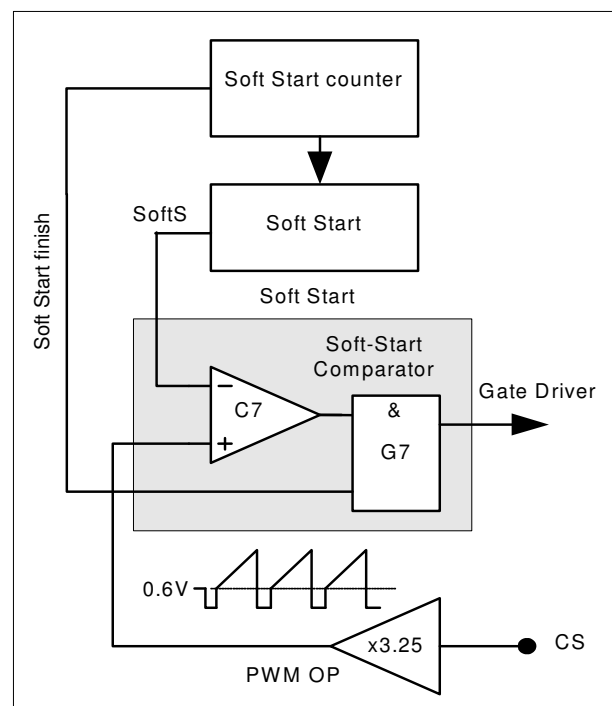 Soft Start counter
SoftS
Soft Start
Soft Start finish
Soft Start
Soft-Start
Comparator
Gate Driver
−
C7
+
&
G7
0.6V
x3.25
CS
PWM OP